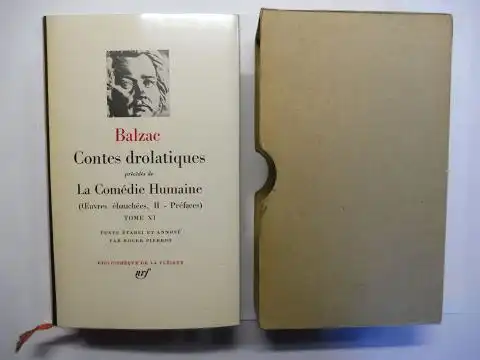 Balzac
Contes drolatiques
précédés de
La Comédie Humaine
(Œuvres ébauchées, II - Préfaces)
TOME XI
TEXTE ÉTABLI ET ANNOTÉ
PAR ROGER PIERROT
BIBLIOTHÈQUE DE LA PLÉIADE
nrf